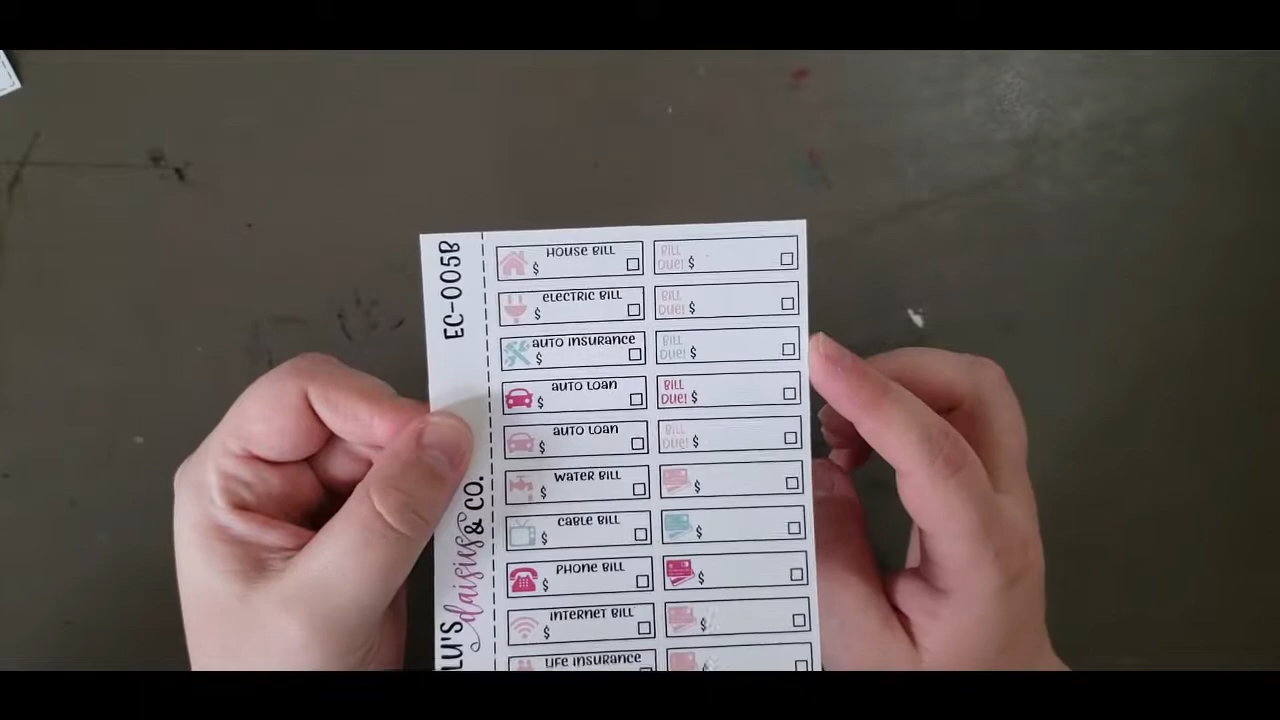 EC-005B
LU'S daisies & CO.
HOUSE BILL
$
ELECTRIC BILL
$
AUTO INSURANCE
$
AUTO LOAN
$
AUTO LOAN
$
WATER BILL
$
CABLE BILL
$
PHONE BILL
$
INTERNET BILL
$
LIFE INSURANCE
BILL
DUE! $
BILL
DUE! $
BILL
DUE! $
BILL
DUE! $
BILL
DUE! $
$
$
$
$